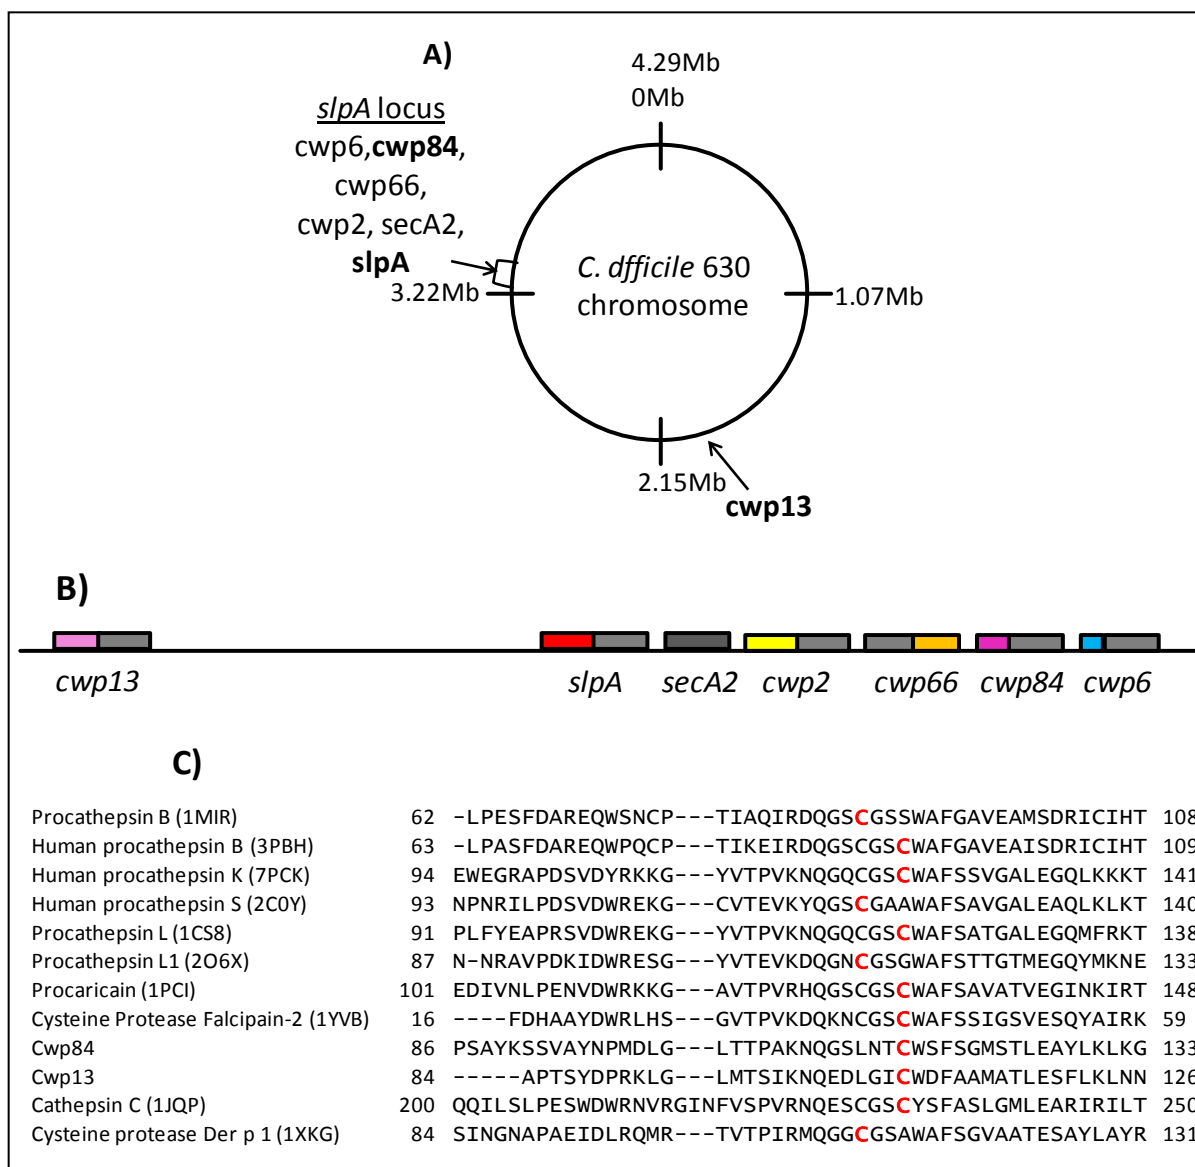 A)
4.29Mb
0Mb
slpA locus
cwp6,cwp84,
cwp66,
cwp2, secA2,
slpA
3.22Mb
C. dfficile 630
chromosome
1.07Mb
2.15Mb
cwp13
B)
cwp13 slpA secA2 cwp2 cwp66 cwp84 cwp6
C)
Procathepsin B (1MIR) 62 -LPESFDAREQWSNCP---TIAQIRDQGSCGSSWAFGAVEAMSDRICIHT 108
Human procathepsin B (3PBH) 63 -LPASFDAREQWPQCP---TIKEIRDQGSCGSCWAFGAVEAISDRICIHT 109
Human procathepsin K (7PCK) 94 EWEGRAPDSVDYRKKG---YVTPVKNQGQCGSCWAFSSVGALEGQLKKKT 141
Human procathepsin S (2C0Y) 93 NPNRILPDSVDWREKG---CVTEVKYQGSCGAAWAFSAVGALEAQLKLKT 140
Procathepsin L (1CS8) 91 PLFYEAPRSVDWREKG---YVTPVKNQGQCGSCWAFSATGALEGQMFRKT 138
Procathepsin L1 (2O6X) 87 N-NRAVPDKIDWRESG---YVTEVKDQGNCGSGWAFSTTGTMEGQYMKNE 133
Procaricain (1PCI) 101 EDIVNLPENVDWRKKG---AVTPVRHQGSCGSCWAFSAVATVEGINKIRT 148
Cysteine Protease Falcipain-2 (1YVB) 16 ----FDHAAYDWRLHS---GVTPVKDQKNCGSCWAFSSIGSVESQYAIRK 59
Cwp84 86 PSAYKSSVAYNPMDLG---LTTPAKNQGSLNTCWSFSGMSTLEAYLKLKG 133
Cwp13 84 -----APTSYDPRKLG---LMTSIKNQEDLGICWDFAAMATLESFLKLNN 126
Cathepsin C (1JQP) 200 QQILSLPESWDWRNVRGINFVSPVRNQESCGSCYSFASLGMLEARIRILT 250
Cysteine protease Der p 1 (1XKG) 84 SINGNAPAEIDLRQMR---TVTPIRMQGGCGSAWAFSGVAATESAYLAYR 131